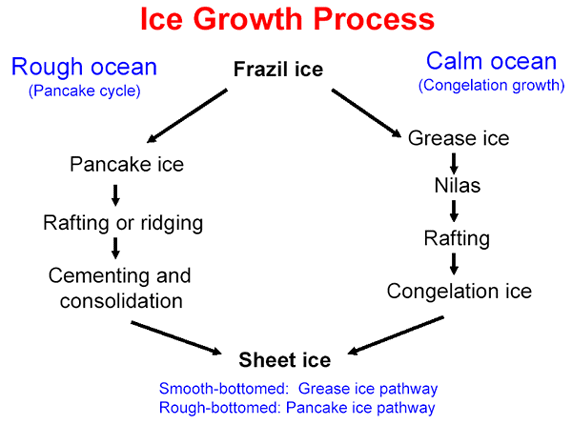 Ice Growth Process
Rough ocean
(Pancake cycle)
Frazil ice
Calm ocean
(Congelation growth)
Pancake ice
Rafting or ridging
Cementing and
consolidation
Grease ice
Nilas
Rafting
Congelation ice
Sheet ice
Smooth-bottomed: Grease ice pathway
Rough-bottomed: Pancake ice pathway